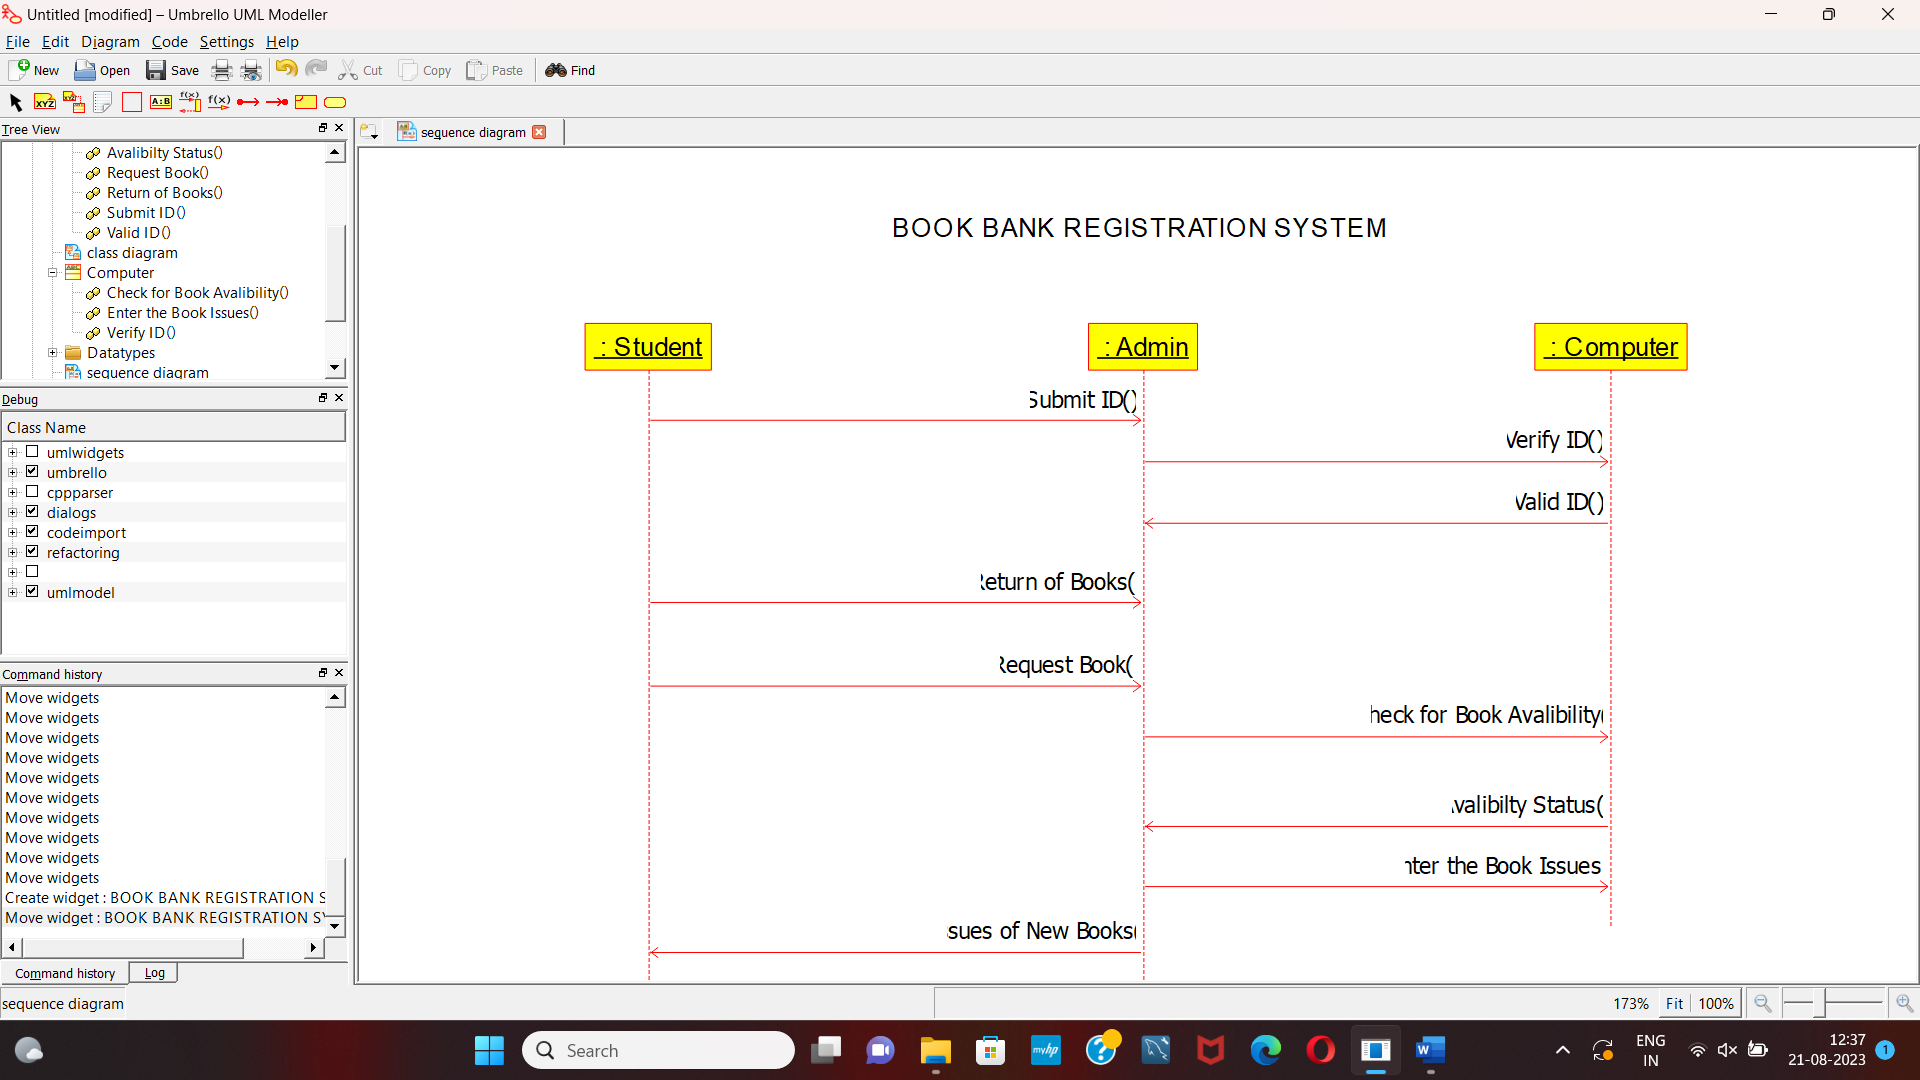 Untitled [modified] – Umbrello UML Modeller
File Edit Diagram Code Settings Help
New Open Save Cut Copy Paste Find
XYZ XYZ A:B f(x) f(x)
Tree View
sequence diagram
Avalibilty Status()
Request Book()
Return of Books()
Submit ID()
Valid ID()
class diagram
Computer
Check for Book Avalibility()
Enter the Book Issues()
Verify ID()
Datatypes
sequence diagram
Debug
Class Name
umlwidgets
umbrello
cppparser
dialogs
codeimport
refactoring
umlmodel
Command history
Move widgets
Move widgets
Move widgets
Move widgets
Move widgets
Move widgets
Move widgets
Move widgets
Move widgets
Move widgets
Create widget : BOOK BANK REGISTRATION S
Move widget : BOOK BANK REGISTRATION SY
Command history Log
BOOK BANK REGISTRATION SYSTEM
: Student : Admin : Computer
Submit ID()
Verify ID()
Valid ID()
Return of Books(
Request Book(
heck for Book Avalibility(
Avalibilty Status(
nter the Book Issues
ssues of New Books(
sequence diagram 173% Fit 100%
Search
myhp
W
ENG
IN
12:37
21-08-2023
1